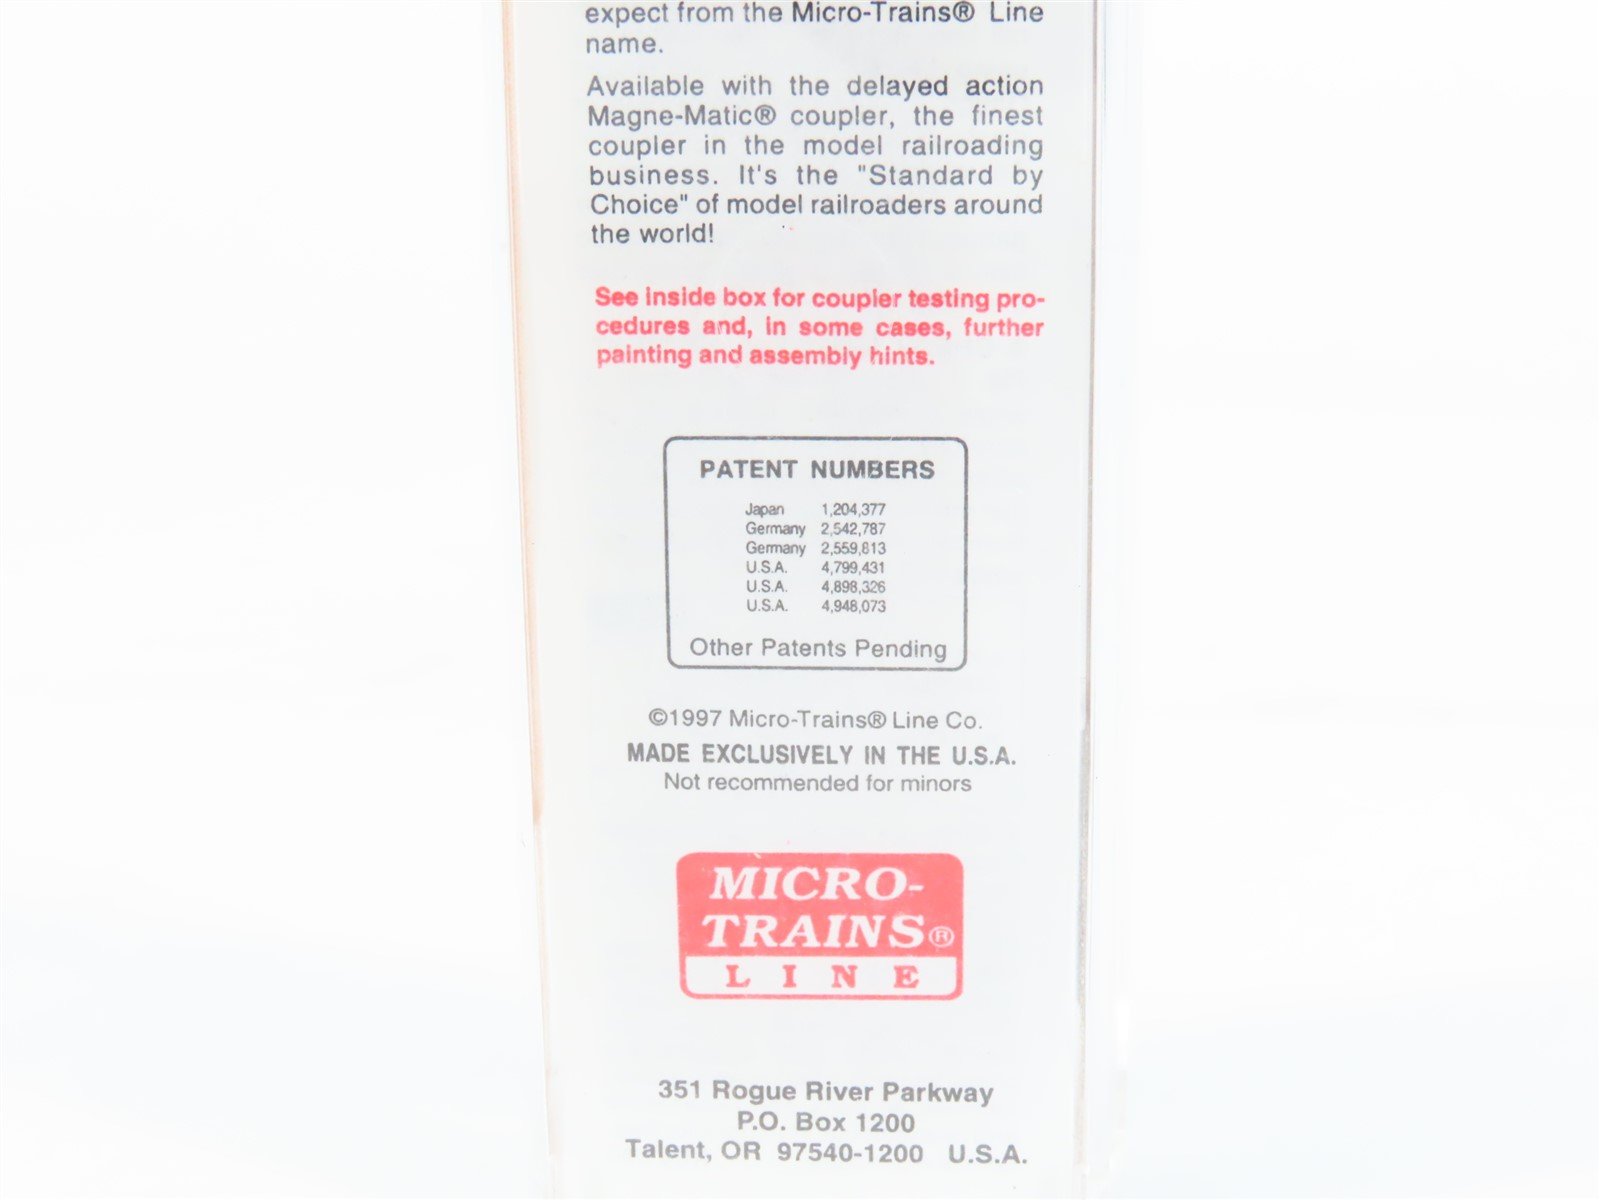 expect from the Micro-Trains® Line
name.
Available with the delayed action
Magne-Matic® coupler, the finest
coupler in the model railroading
business. It's the "Standard by
Choice" of model railroaders around
the world!
See inside box for coupler testing pro-
cedures and, in some cases, further
painting and assembly hints.
PATENT NUMBERS
Japan 1,204,377
Germany 2,542,787
Germany 2,559,813
U.S.A. 4,799,431
U.S.A. 4,898,326
U.S.A. 4,948,073
Other Patents Pending
©1997 Micro-Trains® Line Co.
MADE EXCLUSIVELY IN THE U.S.A.
Not recommended for minors
MICRO-
TRAINS®
LINE
351 Rogue River Parkway
P.O. Box 1200
Talent, OR 97540-1200 U.S.A.